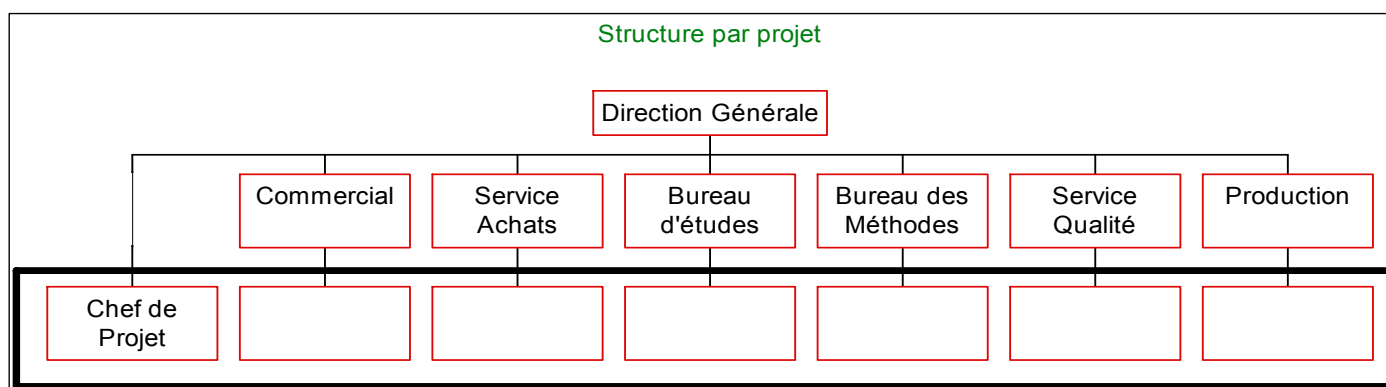 Structure par projet
Direction Générale
Commercial
Service
Achats
Bureau
d'études
Bureau des
Méthodes
Service
Qualité
Production
Chef de
Projet